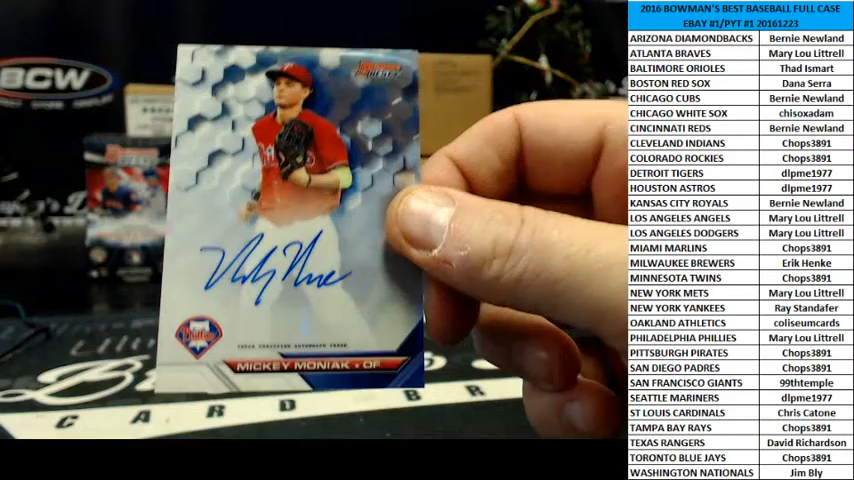 2016 BOWMAN'S BEST BASEBALL FULL CASE
EBAY #1/PYT #1 20161223
ARIZONA DIAMONDBACKS Bernie Newland
ATLANTA BRAVES Mary Lou Littrell
BALTIMORE ORIOLES Thad Ismart
BOSTON RED SOX Dana Serra
CHICAGO CUBS Bernie Newland
CHICAGO WHITE SOX chisoxadam
CINCINNATI REDS Bernie Newland
CLEVELAND INDIANS Chops3891
COLORADO ROCKIES Chops3891
DETROIT TIGERS dlpme1977
HOUSTON ASTROS dlpme1977
KANSAS CITY ROYALS Bernie Newland
LOS ANGELES ANGELS Mary Lou Littrell
LOS ANGELES DODGERS Mary Lou Littrell
MIAMI MARLINS Chops3891
MILWAUKEE BREWERS Erik Henke
MINNESOTA TWINS Chops3891
NEW YORK METS Mary Lou Littrell
NEW YORK YANKEES Ray Standafer
OAKLAND ATHLETICS coliseumcards
PHILADELPHIA PHILLIES Mary Lou Littrell
PITTSBURGH PIRATES Chops3891
SAN DIEGO PADRES Chops3891
SAN FRANCISCO GIANTS 99thtemple
SEATTLE MARINERS dlpme1977
ST LOUIS CARDINALS Chris Catone
TAMPA BAY RAYS Chops3891
TEXAS RANGERS David Richardson
TORONTO BLUE JAYS Chops3891
WASHINGTON NATIONALS Jim Bly
BCW
Bowman's
BEST
Phillies
TOPPS CERTIFIED AUTOGRAPH ISSUE
MICKEY MONIAK • OF
CARD BR